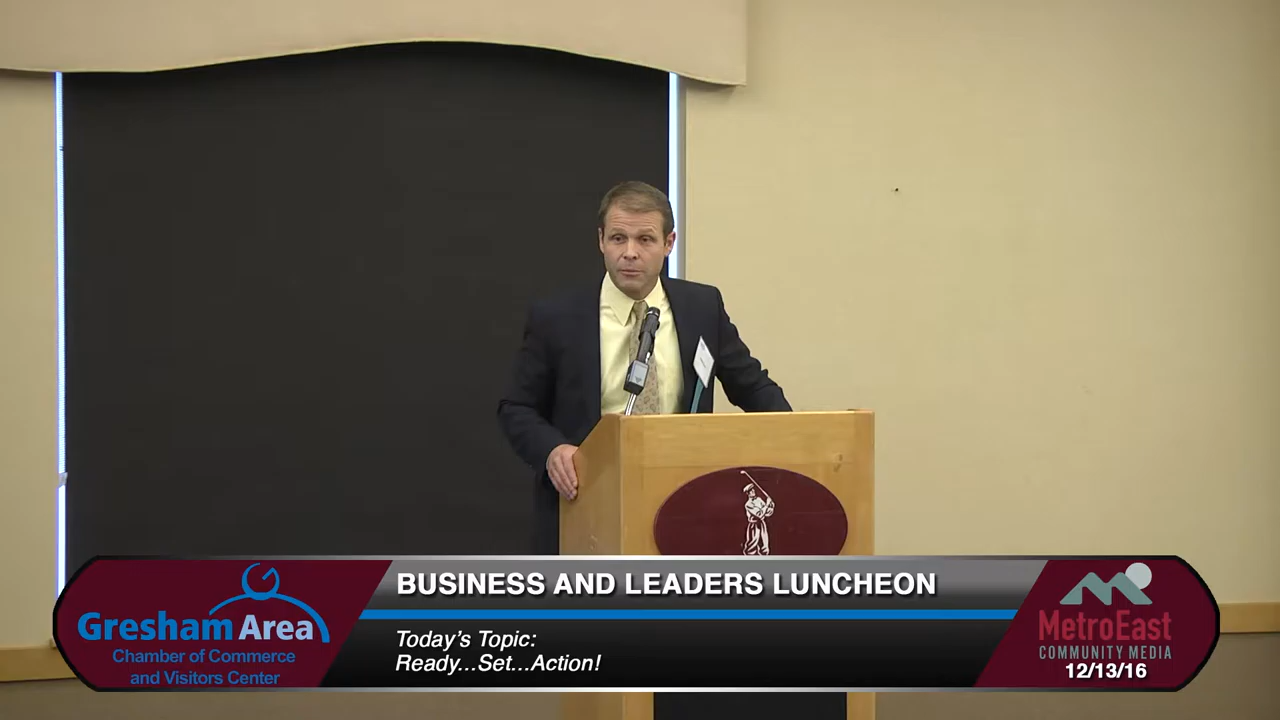 BUSINESS AND LEADERS LUNCHEON
Gresham Area
Chamber of Commerce
and Visitors Center
Today's Topic:
Ready...Set...Action!
MetroEast
COMMUNITY MEDIA
12/13/16